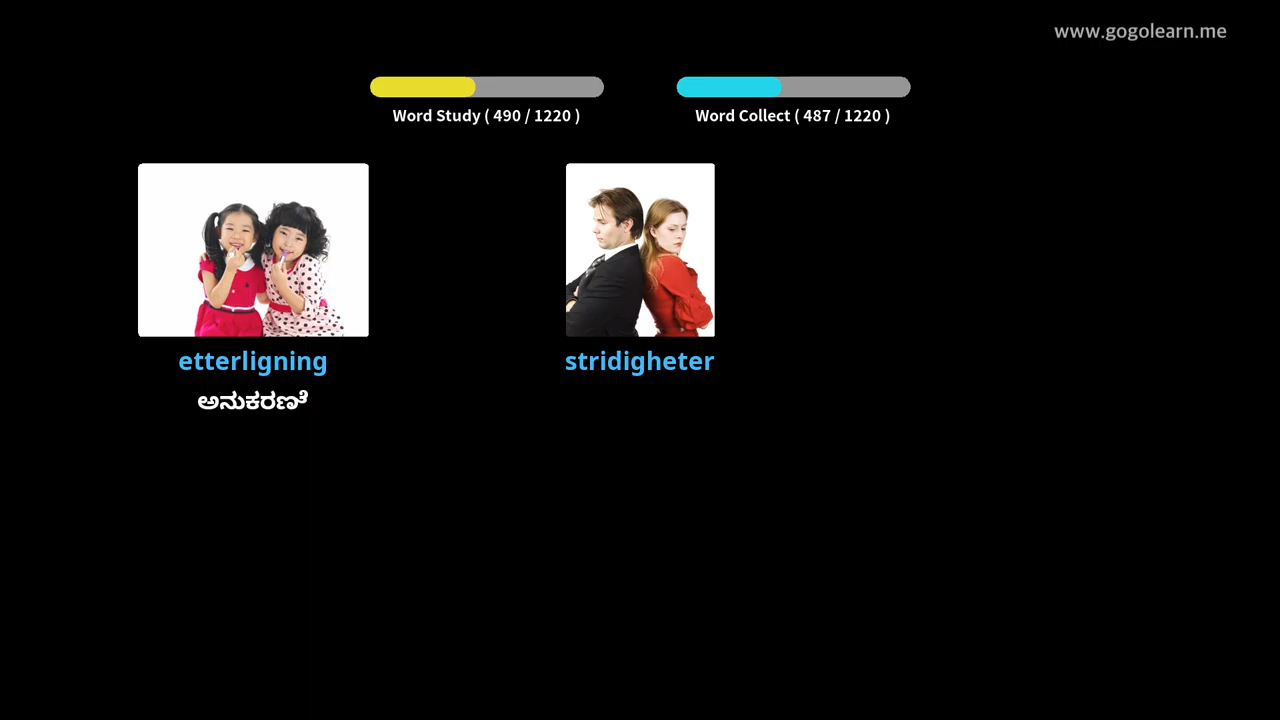 www.gogolearn.me
Word Study ( 490 / 1220 )
Word Collect ( 487 / 1220 )
etterligning
stridigheter
ಅನುಕರಣೆ